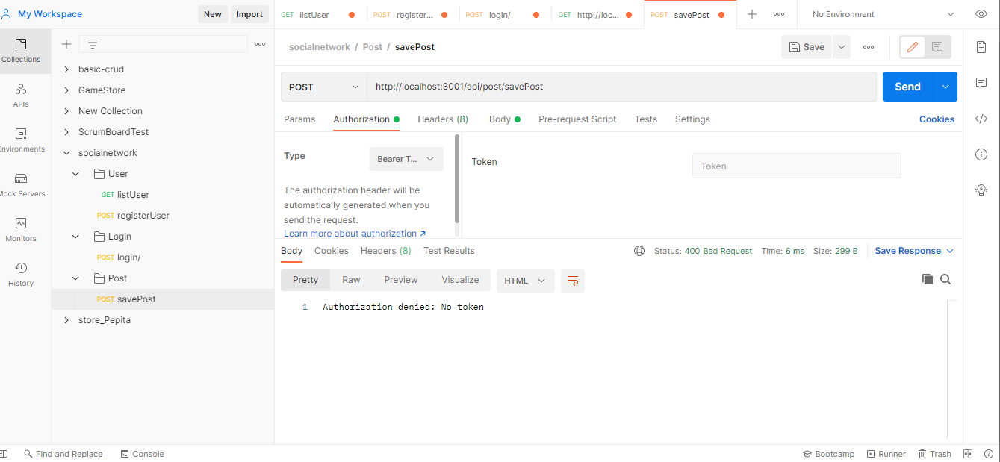 My Workspace
New
Import
GET listUser
POST register...
POST login/
GET http://loc...
POST savePost
No Environment
Collections
APIs
Environments
Mock Servers
Monitors
History
basic-crud
GameStore
New Collection
ScrumBoardTest
socialnetwork
User
GET listUser
POST registerUser
Login
POST login/
Post
POST savePost
store_Pepita
socialnetwork / Post / savePost
Save
POST
http://localhost:3001/api/post/savePost
Send
Params
Authorization
Headers (8)
Body
Pre-request Script
Tests
Settings
Cookies
Type
Bearer T...
The authorization header will be
automatically generated when you
send the request.
Learn more about authorization
Token
Token
Body
Cookies
Headers (8)
Test Results
Status: 400 Bad Request
Time: 6 ms
Size: 299 B
Save Response
Pretty
Raw
Preview
Visualize
HTML
1 Authorization denied: No token
Find and Replace
Console
Bootcamp
Runner
Trash